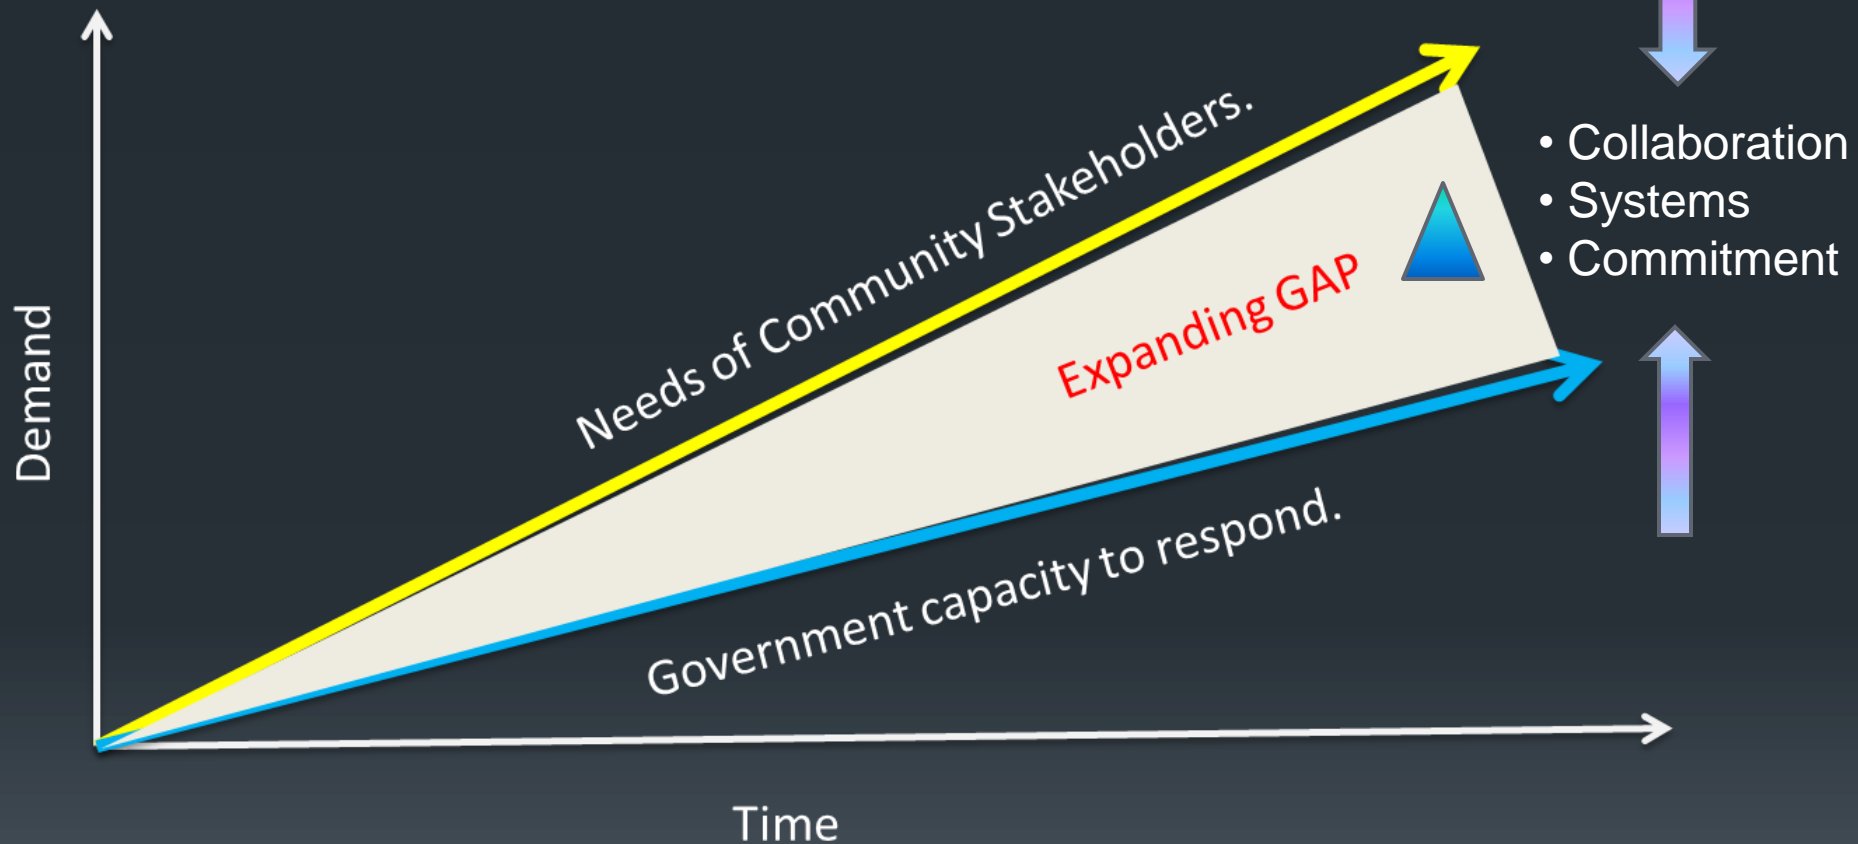 Needs of Community Stakeholders.
• Collaboration
• Systems
• Commitment
Expanding GAP
Demand
Government capacity to respond.
Time